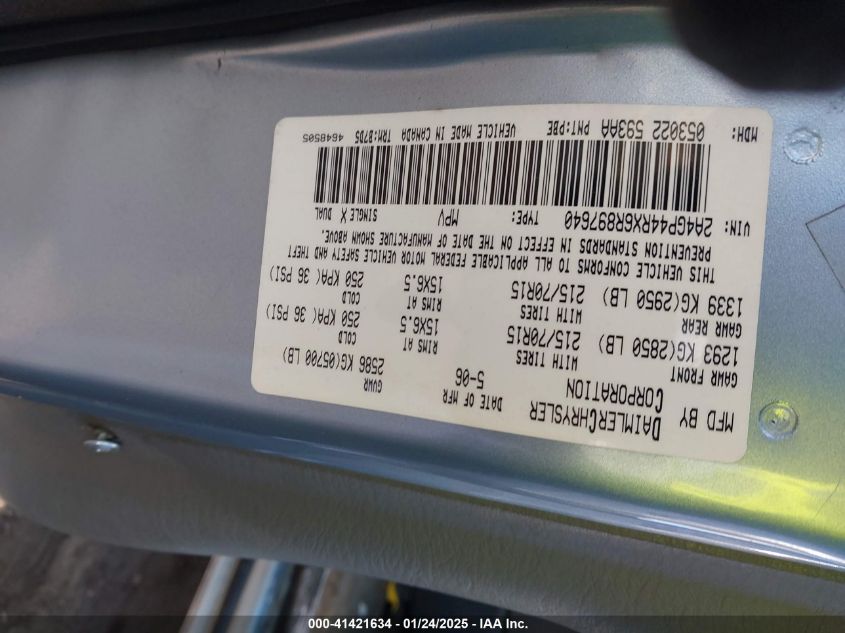 MFD BY DAIMLERCHRYSLER CORPORATION
DATE OF MFR 5-06
GVWR 2586 KG(05700 LB)
GAWR FRONT WITH TIRES RIMS AT COLD
1293 KG(2850 LB) 215/70R15 15X6.5 250 KPA( 36 PSI)
GAWR REAR WITH TIRES RIMS AT COLD
1339 KG(2950 LB) 215/70R15 15X6.5 250 KPA( 36 PSI)
THIS VEHICLE CONFORMS TO ALL APPLICABLE FEDERAL MOTOR VEHICLE SAFETY AND THEFT
PREVENTION STANDARDS IN EFFECT ON THE DATE OF MANUFACTURE SHOWN ABOVE.
VIN: 2A4GP44RX6R897640 TYPE: MPV SINGLE X DUAL
MDH: 053022 593AA PNT:PBE VEHICLE MADE IN CANADA TRM:B7D5 4648505
000-41421634 - 01/24/2025 - IAA Inc.